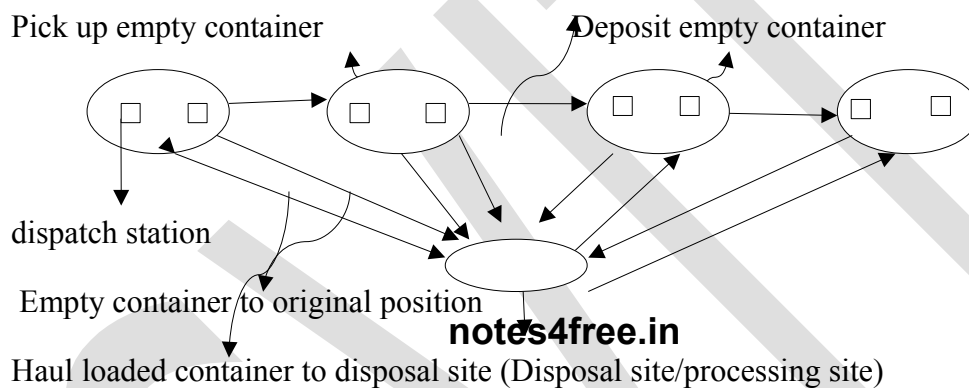 Pick up empty container Deposit empty container
dispatch station
Empty container to original position
notes4free.in
Haul loaded container to disposal site (Disposal site/processing site)